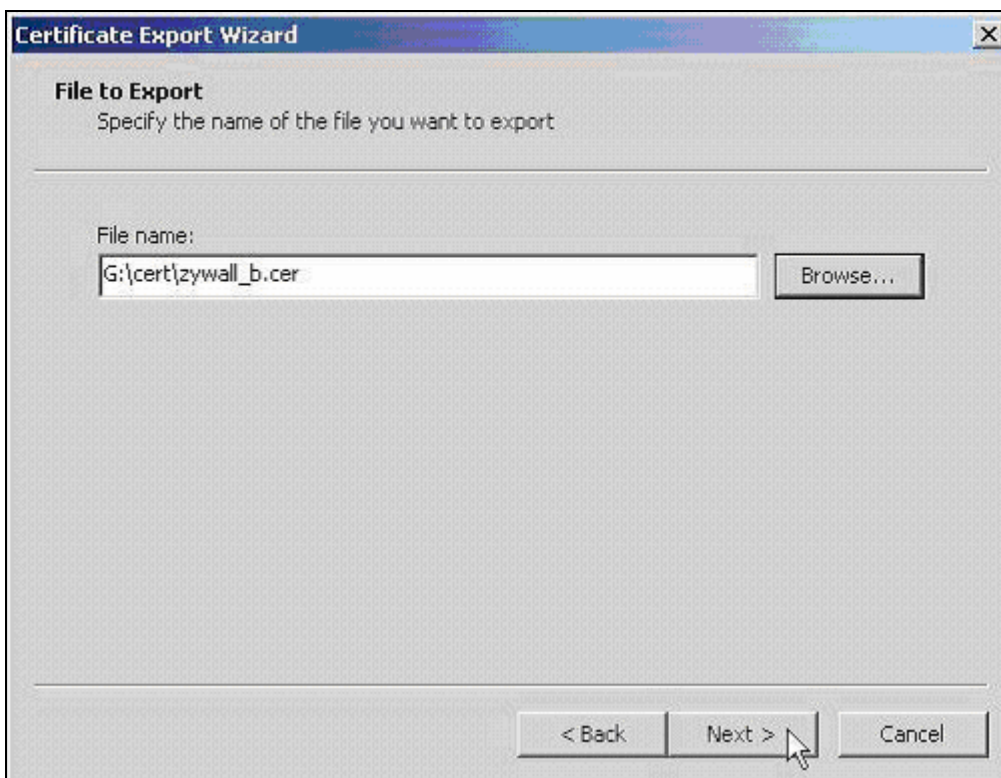 Certificate Export Wizard
File to Export
Specify the name of the file you want to export
File name:
G:\cert\zywall_b.cer
Browse...
< Back
Next >
Cancel